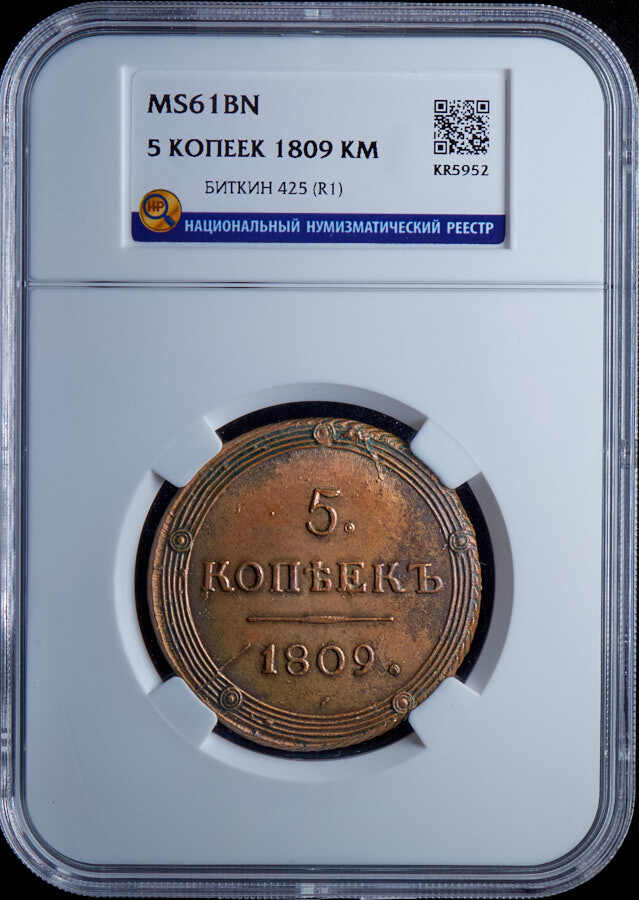 MS61BN
5 КОПЕЕК 1809 КМ
БИТКИН 425 (R1)
KR5952
НР
НАЦИОНАЛЬНЫЙ НУМИЗМАТИЧЕСКИЙ РЕЕСТР
5.
КОПѢЕКЪ
1809.